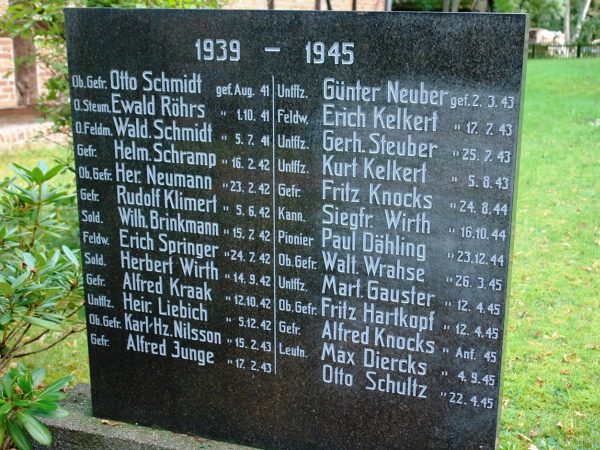 1939 – 1945
Ob.Gefr. Otto Schmidt gef. Aug. 41
O.Steum. Ewald Röhrs " 1.10.41
O.Feldm. Wald. Schmidt " 5.7.41
Gefr. Helm. Schramp " 16.2.42
Ob.Gefr. Her. Neumann " 23.2.42
Gefr. Rudolf Klimert " 5.6.42
Sold. Wilh. Brinkmann " 15.2.42
Feldw. Erich Springer " 24.7.42
Sold. Herbert Wirth " 14.9.42
Gefr. Alfred Kraak " 12.10.42
Unffz. Heir. Liebich " 5.12.42
Ob.Gefr. Karl-Hz. Nilsson " 15.2.43
Gefr. Alfred Junge " 17.2.43
Unffz. Günter Neuber gef. 2.3.43
Feldw. Erich Kelkert " 17.7.43
Unffz. Gerh. Steuber " 25.7.43
Unffz. Kurt Kelkert " 5.8.43
Gefr. Fritz Knocks " 24.8.44
Kann. Siegfr. Wirth " 16.10.44
Pionier Paul Dähling " 23.12.44
Ob.Gefr. Walt. Wrahse " 26.3.45
Unffz. Mart. Gauster " 12.4.45
Ob.Gefr. Fritz Hartkopf " 12.4.45
Gefr. Alfred Knocks " Anf. 45
Leutn. Max Diercks " 4.9.45
Otto Schultz " 22.4.45